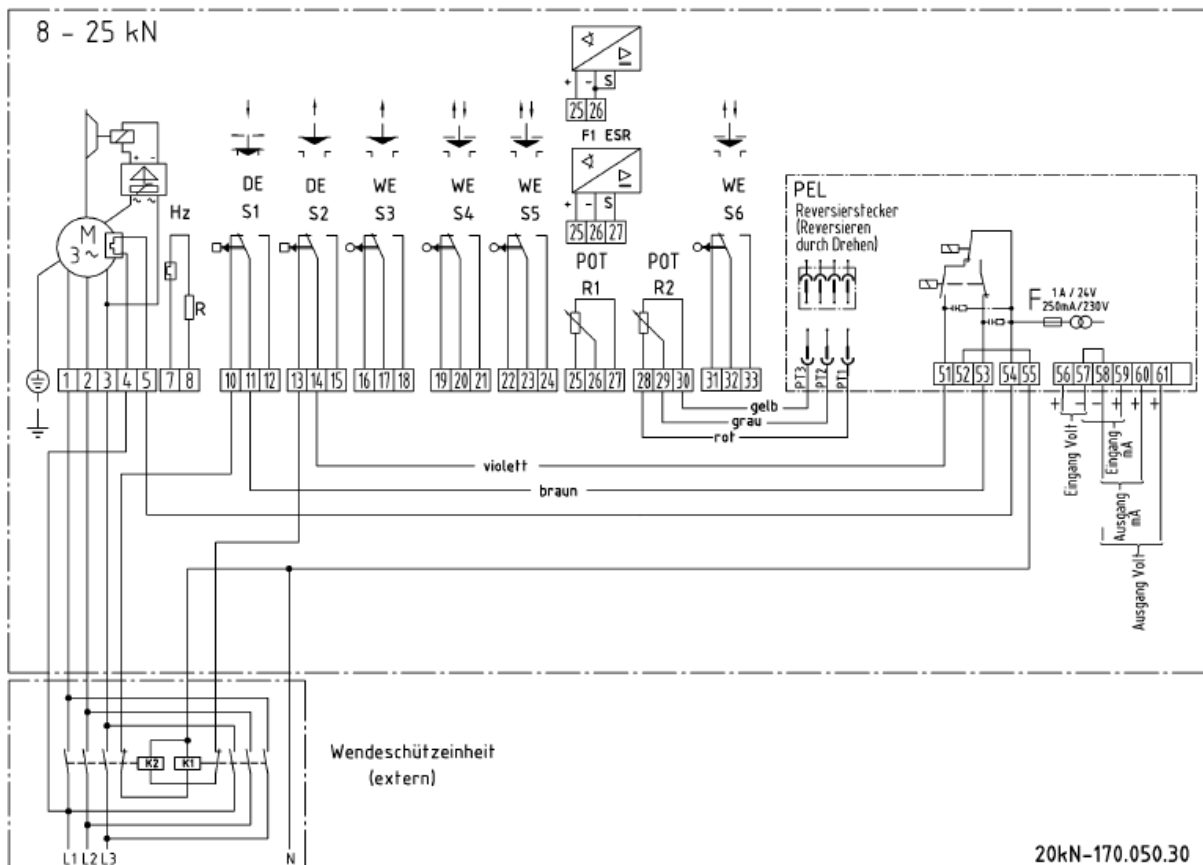 8 - 25 kN
+ - S
25 26
F1 ESR
DE DE WE WE WE WE
S1 S2 S3 S4 S5 S6
+ - S
25 26 27
Hz
R
M
3~
+ -
~ ~
POT POT
R1 R2
PEL
Reversierstecker
(Reversieren
durch Drehen)
F 1A / 24V
250mA/230V
PT3 PT2 PT1
1 2 3 4 5 7 8 10 11 12 13 14 15 16 17 18 19 20 21 22 23 24 25 26 27 28 29 30 31 32 33 51 52 53 54 55 56 57 58 59 60 61
+ - - + + +
gelb
grau
rot
violett
braun
Eingang Volt
Eingang
mA
Ausgang
mA
Ausgang Volt
K2 K1
Wendeschützeinheit
(extern)
L1 L2 L3 N
20kN-170.050.30